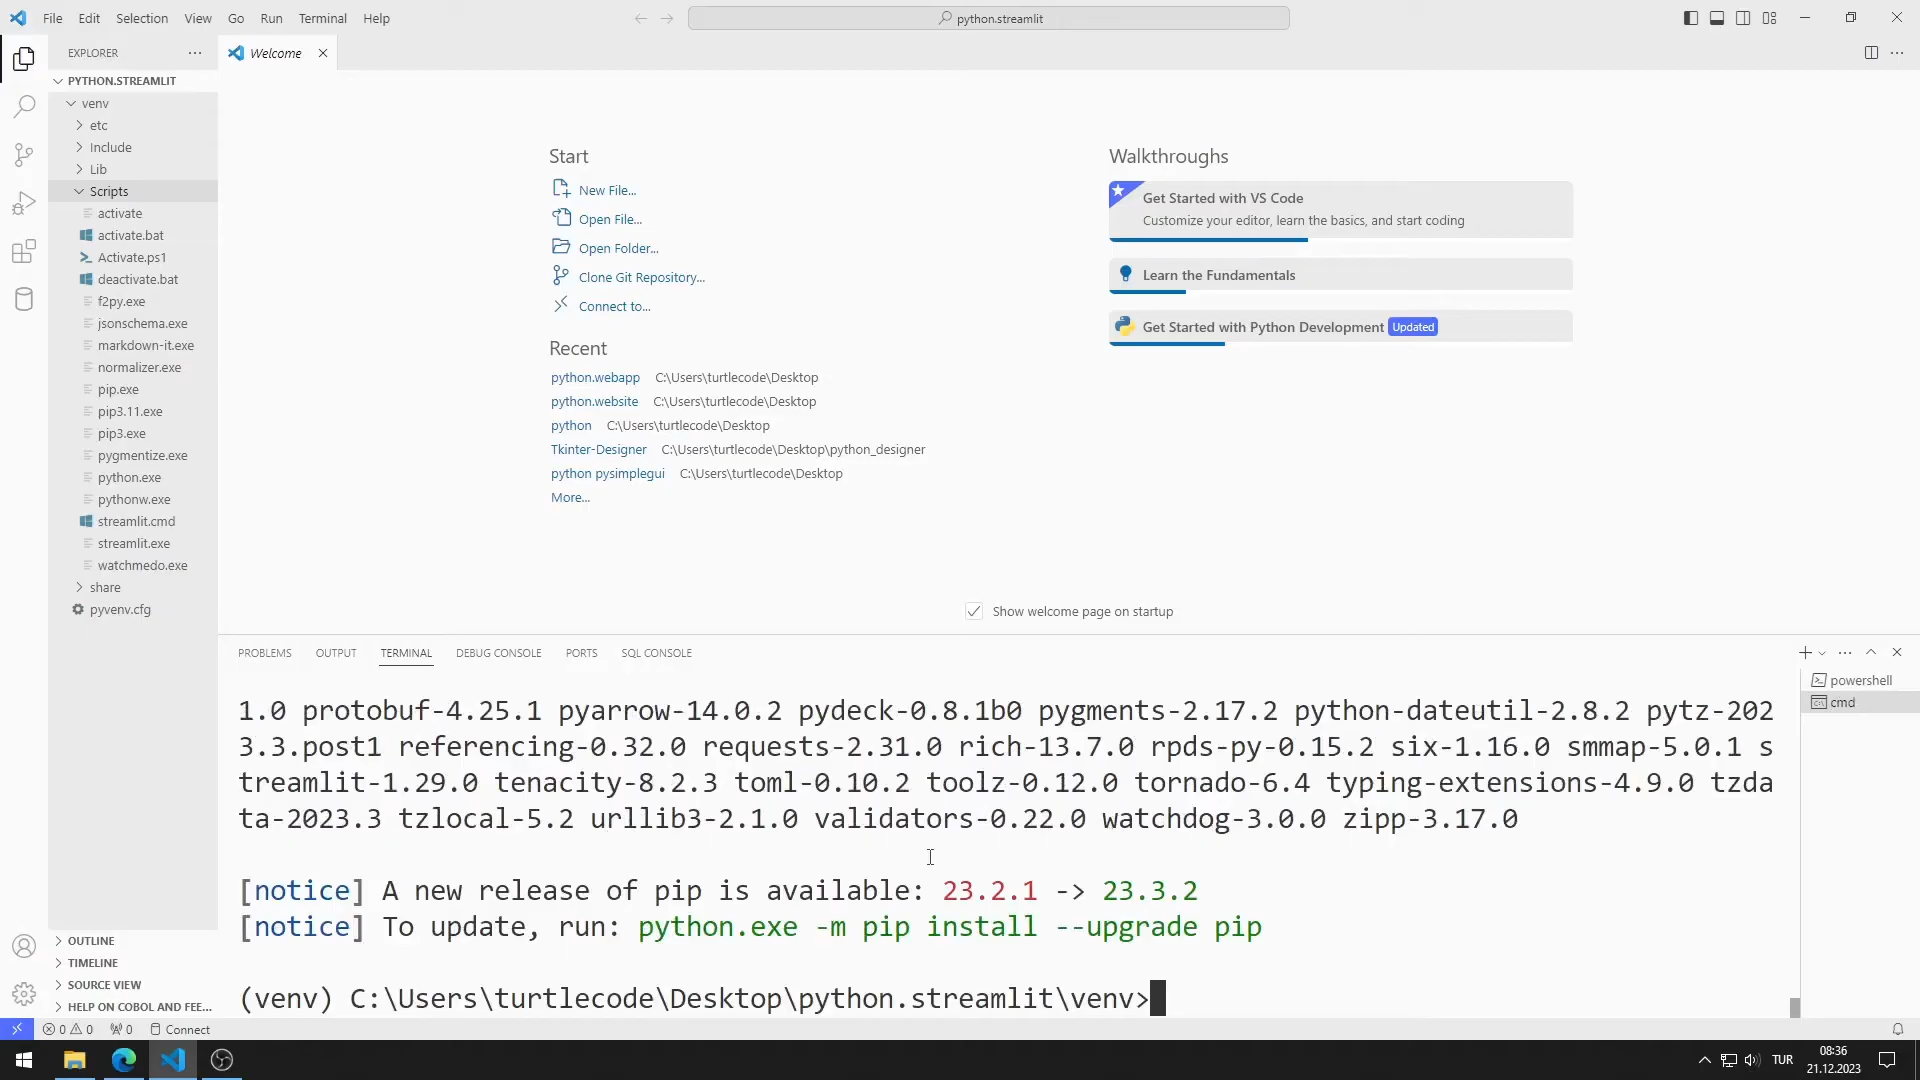 File Edit Selection View Go Run Terminal Help
python.streamlit
EXPLORER
Welcome
PYTHON.STREAMLIT
venv
etc
Include
Lib
Scripts
activate
activate.bat
Activate.ps1
deactivate.bat
f2py.exe
jsonschema.exe
markdown-it.exe
normalizer.exe
pip.exe
pip3.11.exe
pip3.exe
pygmentize.exe
python.exe
pythonw.exe
streamlit.cmd
streamlit.exe
watchmedo.exe
share
pyvenv.cfg
OUTLINE
TIMELINE
SOURCE VIEW
HELP ON COBOL AND FEE...
Start
New File...
Open File...
Open Folder...
Clone Git Repository...
Connect to...
Recent
python.webapp C:\Users\turtlecode\Desktop
python.website C:\Users\turtlecode\Desktop
python C:\Users\turtlecode\Desktop
Tkinter-Designer C:\Users\turtlecode\Desktop\python_designer
python pysimplegui C:\Users\turtlecode\Desktop
More...
Walkthroughs
Get Started with VS Code
Customize your editor, learn the basics, and start coding
Learn the Fundamentals
Get Started with Python Development Updated
Show welcome page on startup
PROBLEMS OUTPUT TERMINAL DEBUG CONSOLE PORTS SQL CONSOLE
powershell
cmd
1.0 protobuf-4.25.1 pyarrow-14.0.2 pydeck-0.8.1b0 pygments-2.17.2 python-dateutil-2.8.2 pytz-202
3.3.post1 referencing-0.32.0 requests-2.31.0 rich-13.7.0 rpds-py-0.15.2 six-1.16.0 smmap-5.0.1 s
treamlit-1.29.0 tenacity-8.2.3 toml-0.10.2 toolz-0.12.0 tornado-6.4 typing-extensions-4.9.0 tzda
ta-2023.3 tzlocal-5.2 urllib3-2.1.0 validators-0.22.0 watchdog-3.0.0 zipp-3.17.0
[notice] A new release of pip is available: 23.2.1 -> 23.3.2
[notice] To update, run: python.exe -m pip install --upgrade pip
(venv) C:\Users\turtlecode\Desktop\python.streamlit\venv>
0 0 0 Connect
TUR
08:36
21.12.2023